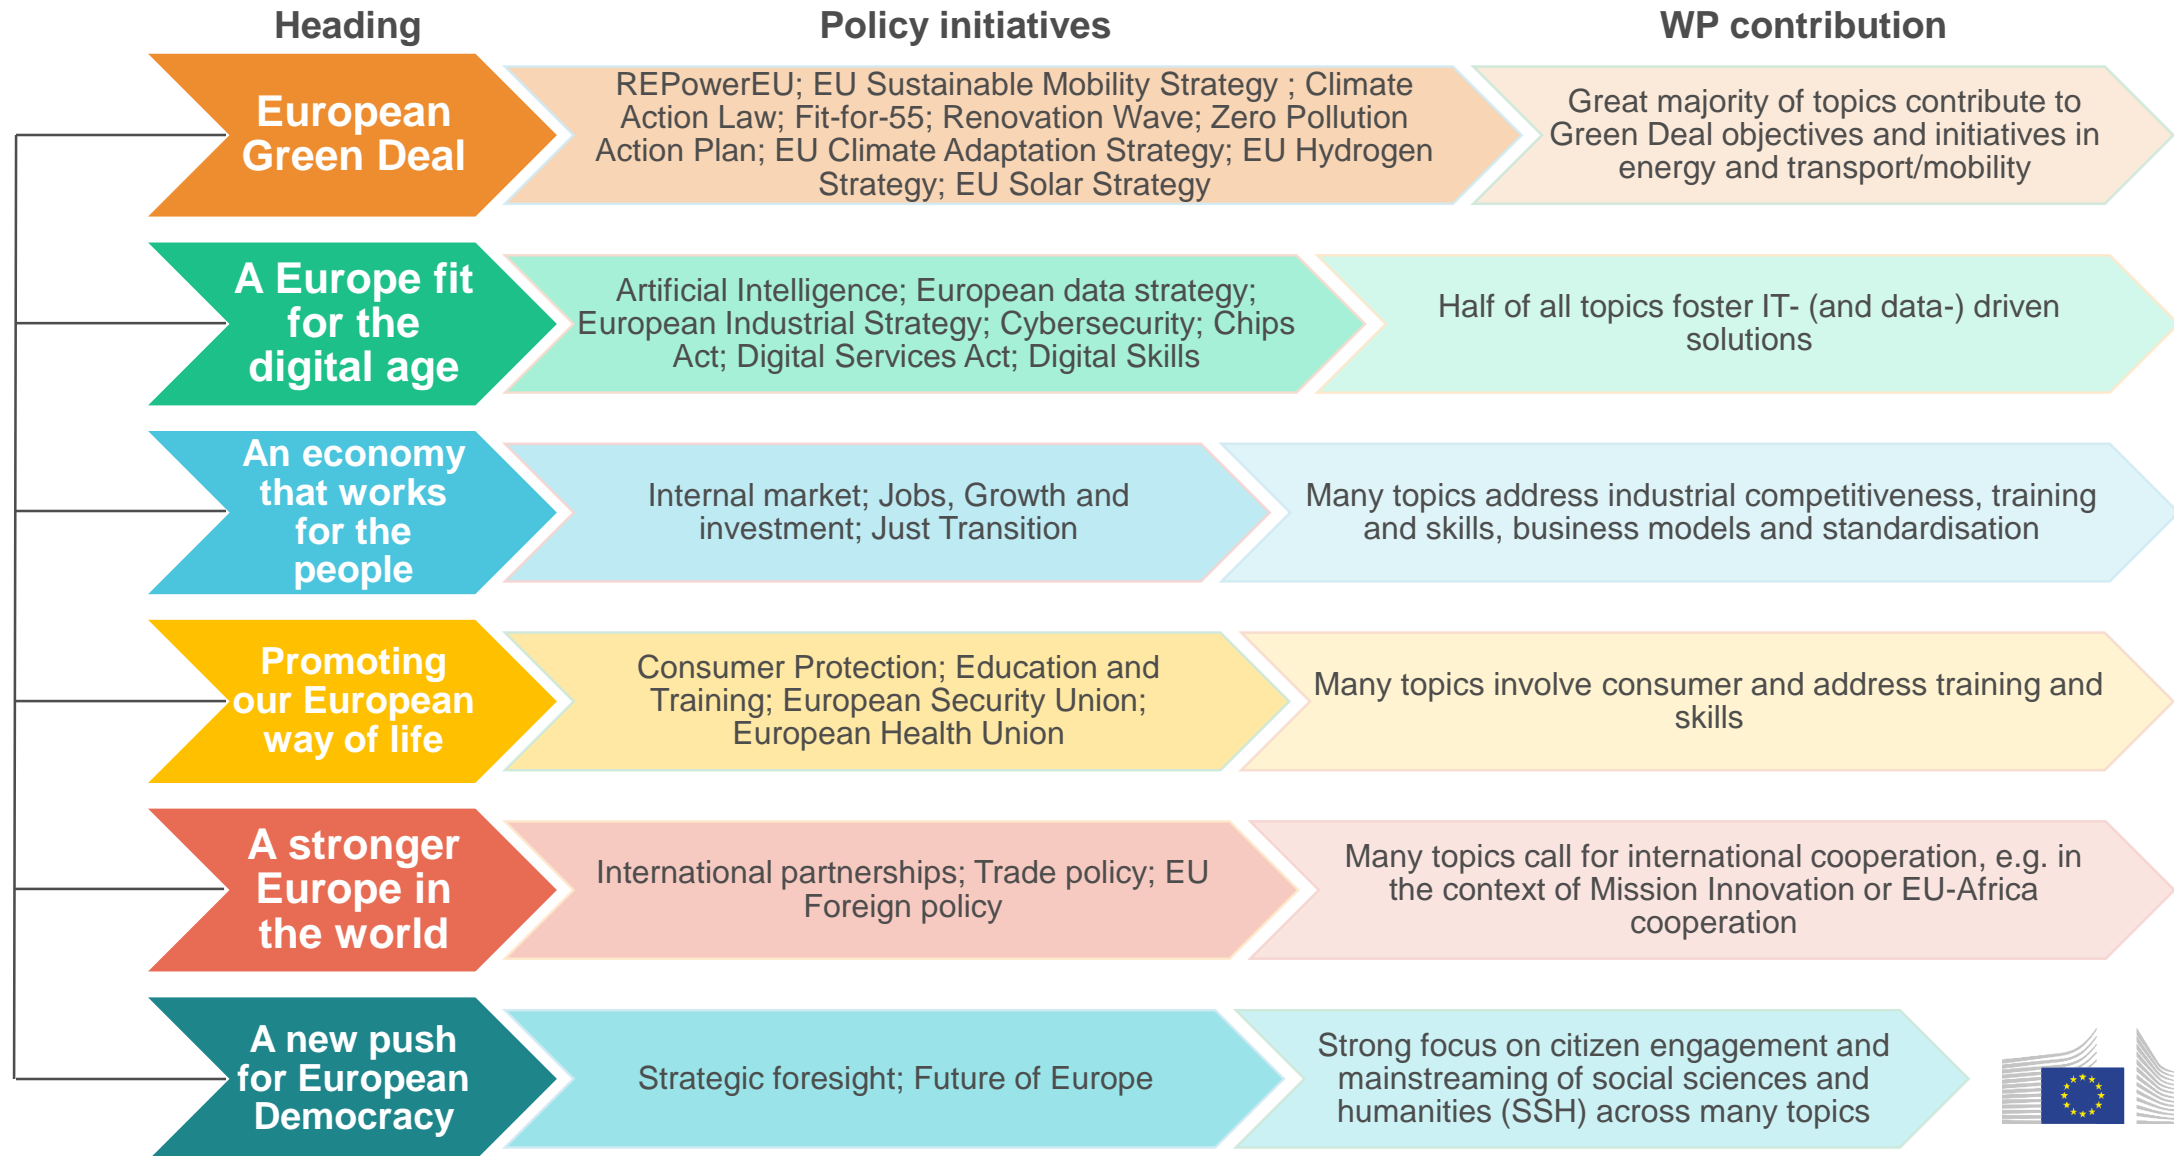 Heading
Policy initiatives
WP contribution
European
Green Deal
REPowerEU; EU Sustainable Mobility Strategy ; Climate
Action Law; Fit-for-55; Renovation Wave; Zero Pollution
Action Plan; EU Climate Adaptation Strategy; EU Hydrogen
Strategy; EU Solar Strategy
Great majority of topics contribute to
Green Deal objectives and initiatives in
energy and transport/mobility
A Europe fit
for the
digital age
Artificial Intelligence; European data strategy;
European Industrial Strategy; Cybersecurity; Chips
Act; Digital Services Act; Digital Skills
Half of all topics foster IT- (and data-) driven
solutions
An economy
that works
for the
people
Internal market; Jobs, Growth and
investment; Just Transition
Many topics address industrial competitiveness, training
and skills, business models and standardisation
Promoting
our European
way of life
Consumer Protection; Education and
Training; European Security Union;
European Health Union
Many topics involve consumer and address training and
skills
A stronger
Europe in
the world
International partnerships; Trade policy; EU
Foreign policy
Many topics call for international cooperation, e.g. in
the context of Mission Innovation or EU-Africa
cooperation
A new push
for European
Democracy
Strategic foresight; Future of Europe
Strong focus on citizen engagement and
mainstreaming of social sciences and
humanities (SSH) across many topics